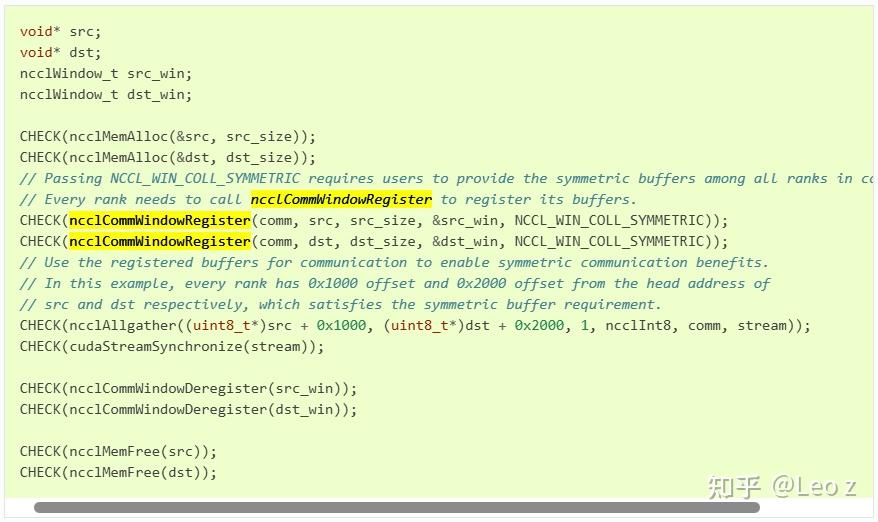 void* src;
void* dst;
ncclWindow_t src_win;
ncclWindow_t dst_win;
CHECK(ncclMemAlloc(&src, src_size));
CHECK(ncclMemAlloc(&dst, dst_size));
// Passing NCCL_WIN_COLL_SYMMETRIC requires users to provide the symmetric buffers among all ranks in
// Every rank needs to call ncclCommWindowRegister to register its buffers.
CHECK(ncclCommWindowRegister(comm, src, src_size, &src_win, NCCL_WIN_COLL_SYMMETRIC));
CHECK(ncclCommWindowRegister(comm, dst, dst_size, &dst_win, NCCL_WIN_COLL_SYMMETRIC));
// Use the registered buffers for communication to enable symmetric communication benefits.
// In this example, every rank has 0x1000 offset and 0x2000 offset from the head address of
// src and dst respectively, which satisfies the symmetric buffer requirement.
CHECK(ncclAllgather((uint8_t*)src + 0x1000, (uint8_t*)dst + 0x2000, 1, ncclInt8, comm, stream));
CHECK(cudaStreamSynchronize(stream));
CHECK(ncclCommWindowDeregister(src_win));
CHECK(ncclCommWindowDeregister(dst_win));
CHECK(ncclMemFree(src));
CHECK(ncclMemFree(dst));
知乎 @Leo z